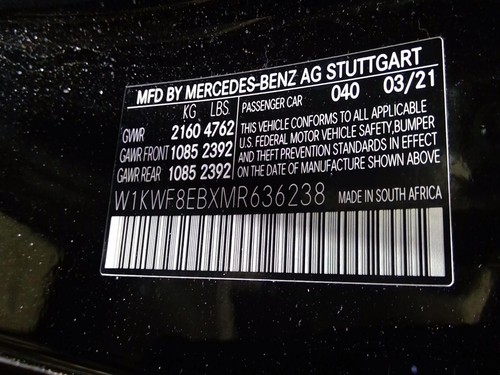 MFD BY MERCEDES-BENZ AG STUTTGART
KG LBS PASSENGER CAR 040 03/21
GVWR 2160 4762
GAWR FRONT 1085 2392
GAWR REAR 1085 2392
THIS VEHICLE CONFORMS TO ALL APPLICABLE
U.S. FEDERAL MOTOR VEHICLE SAFETY, BUMPER
AND THEFT PREVENTION STANDARDS IN EFFECT
ON THE DATE OF MANUFACTURE SHOWN ABOVE
W1KWF8EBXMR636238 MADE IN SOUTH AFRICA